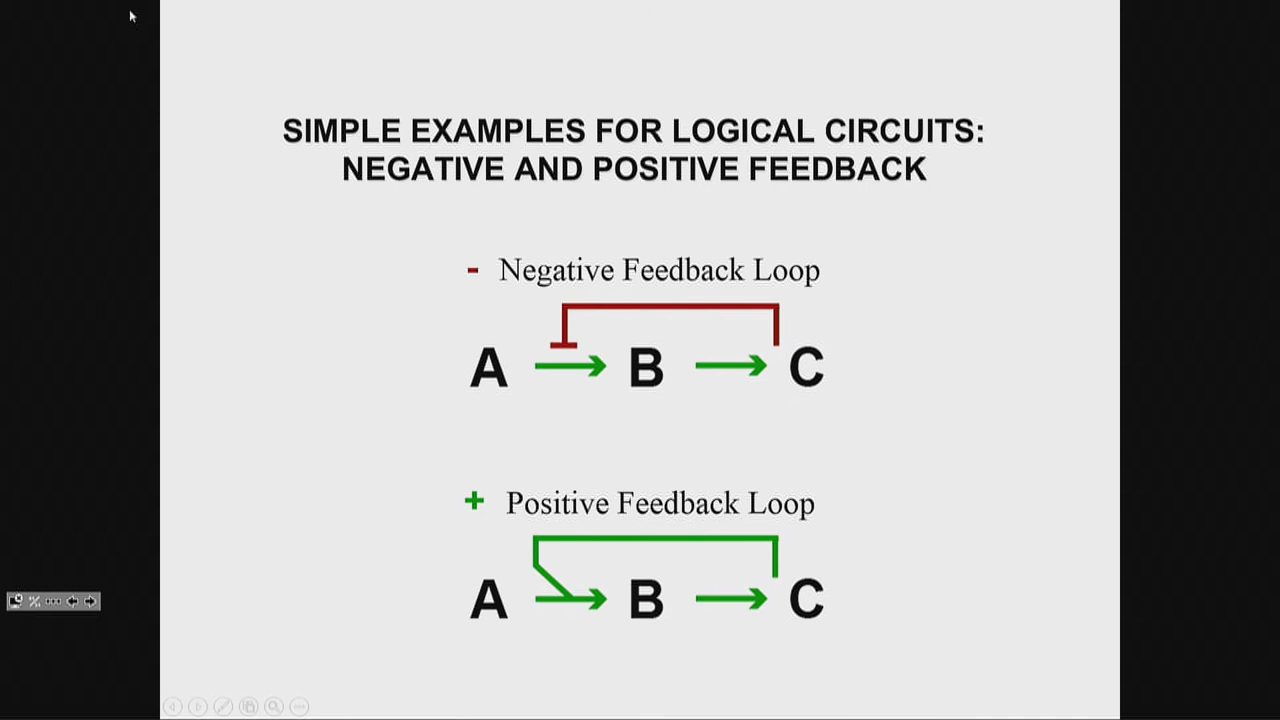 SIMPLE EXAMPLES FOR LOGICAL CIRCUITS:
NEGATIVE AND POSITIVE FEEDBACK
- Negative Feedback Loop
A B C
+ Positive Feedback Loop
A B C